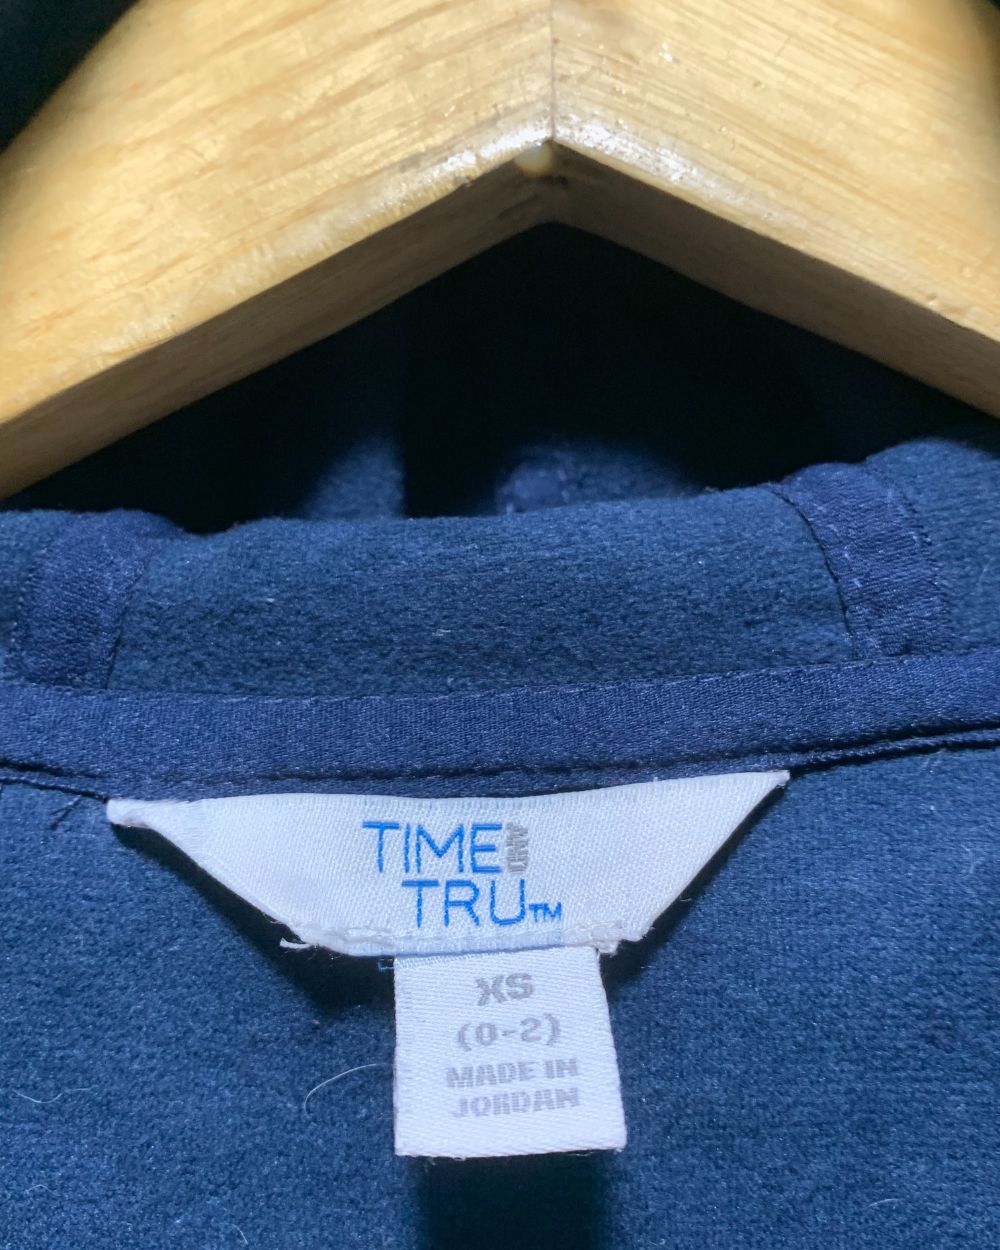 TIME AND
TRU™
XS
(0-2)
MADE IN
JORDAN